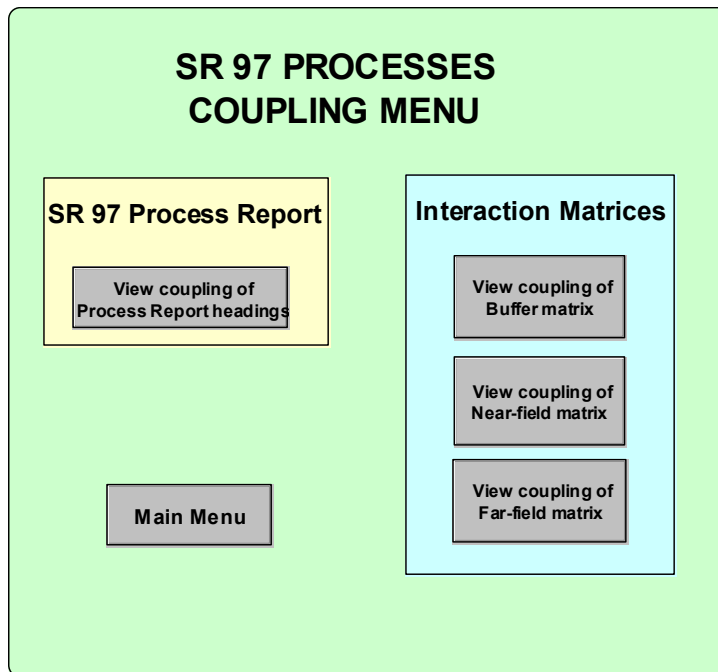 SR 97 PROCESSES
COUPLING MENU
SR 97 Process Report
View coupling of
Process Report headings
Main Menu
Interaction Matrices
View coupling of
Buffer matrix
View coupling of
Near-field matrix
View coupling of
Far-field matrix